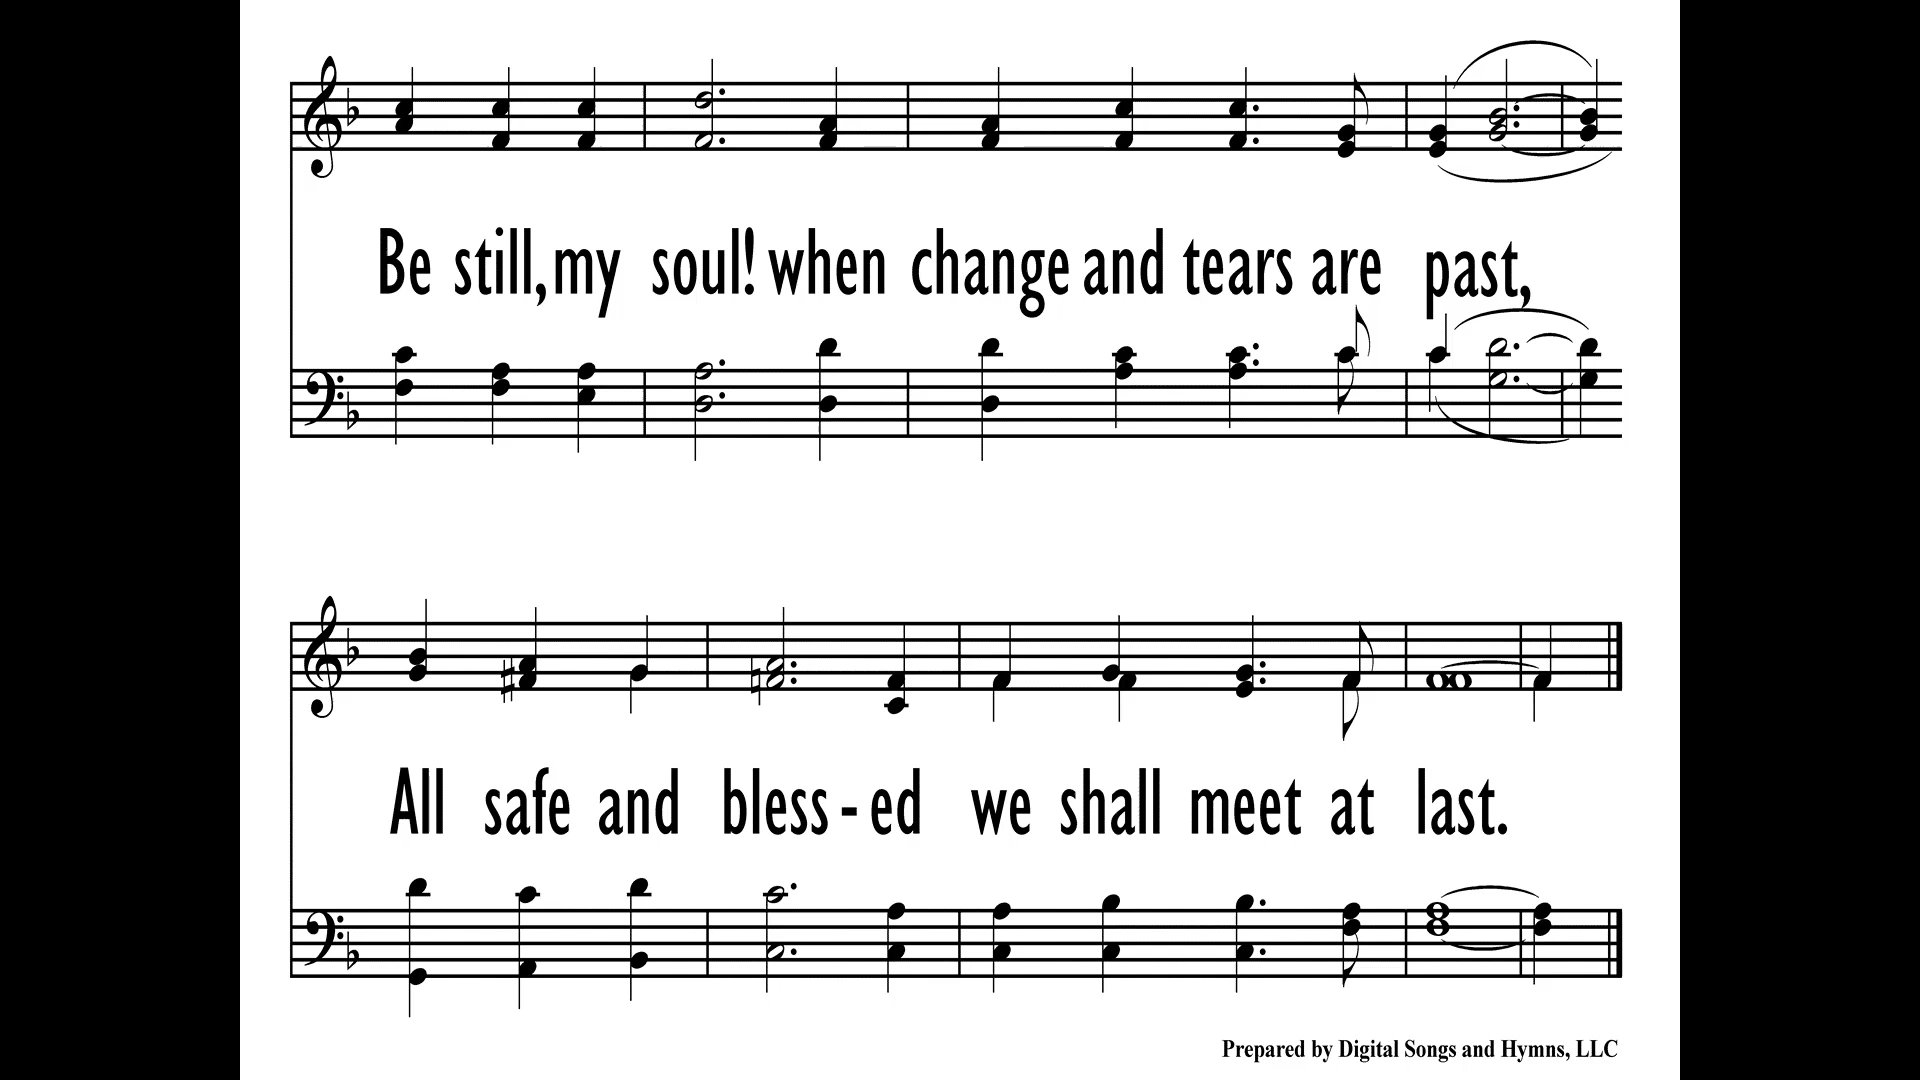 Be still, my soul! when change and tears are past,
All safe and bless-ed we shall meet at last.
Prepared by Digital Songs and Hymns, LLC